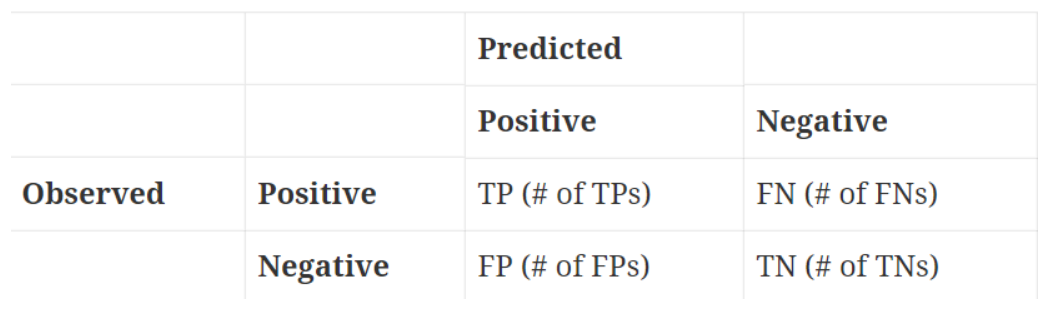 Predicted
Positive Negative
Observed Positive TP (# of TPs) FN (# of FNs)
Negative FP (# of FPs) TN (# of TNs)